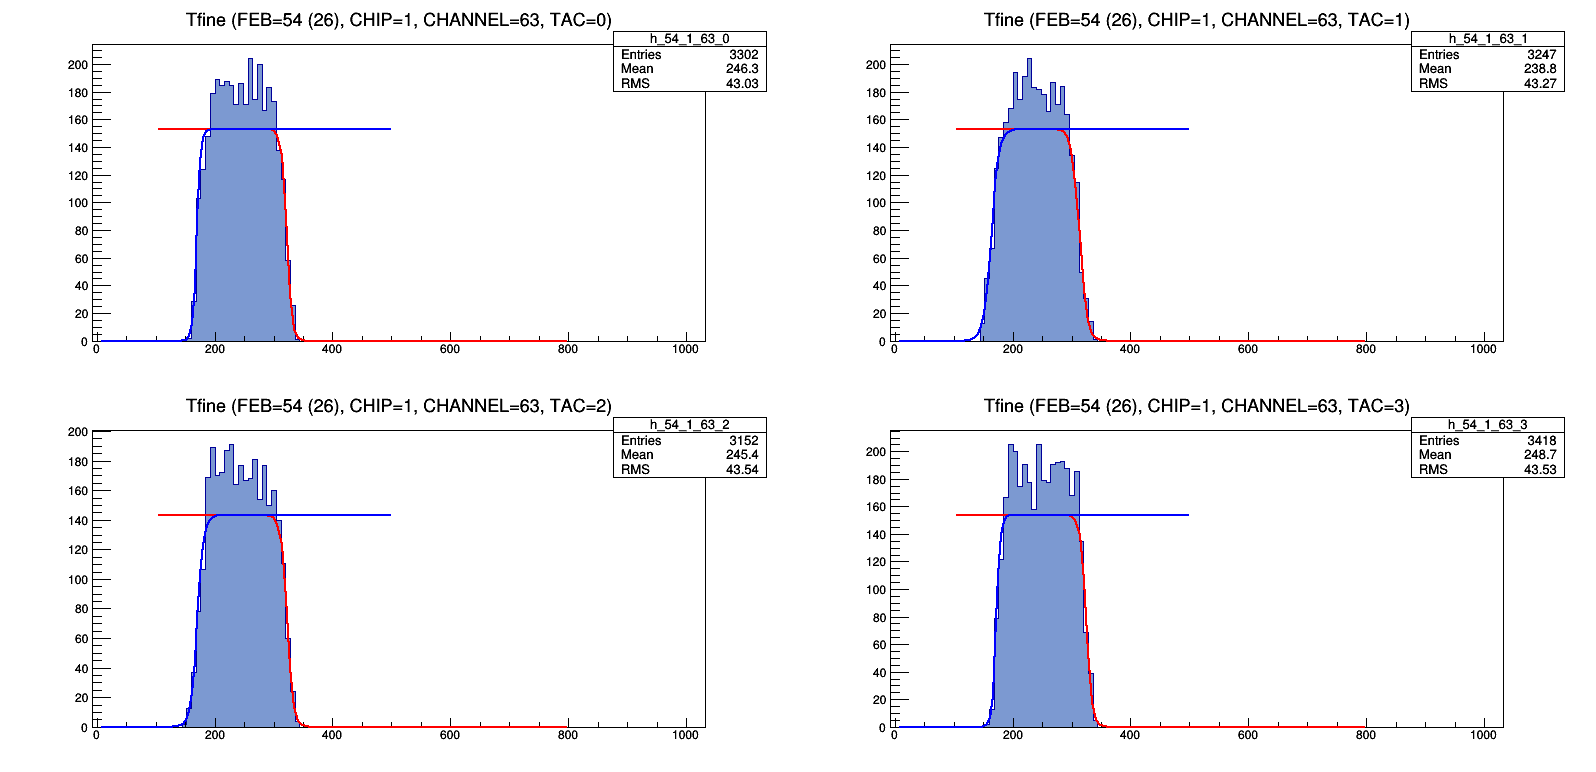 Tfine (FEB=54 (26), CHIP=1, CHANNEL=63, TAC=0)
h_54_1_63_0
Entries 3302
Mean 246.3
RMS 43.03
200
180
160
140
120
100
80
60
40
20
0
0 200 400 600 800 1000
Tfine (FEB=54 (26), CHIP=1, CHANNEL=63, TAC=1)
h_54_1_63_1
Entries 3247
Mean 238.8
RMS 43.27
200
180
160
140
120
100
80
60
40
20
0
0 200 400 600 800 1000
Tfine (FEB=54 (26), CHIP=1, CHANNEL=63, TAC=2)
h_54_1_63_2
Entries 3152
Mean 245.4
RMS 43.54
200
180
160
140
120
100
80
60
40
20
0
0 200 400 600 800 1000
Tfine (FEB=54 (26), CHIP=1, CHANNEL=63, TAC=3)
h_54_1_63_3
Entries 3418
Mean 248.7
RMS 43.53
200
180
160
140
120
100
80
60
40
20
0
0 200 400 600 800 1000